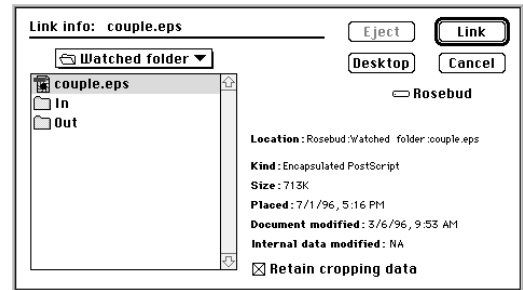 Link info: couple.eps
Eject
Link
Watched folder
Desktop
Cancel
couple.eps
In
Out
Rosebud
Location: Rosebud:Watched folder:couple.eps
Kind: Encapsulated PostScript
Size: 713K
Placed: 7/1/96, 5:16 PM
Document modified: 3/6/96, 9:53 AM
Internal data modified: NA
Retain cropping data